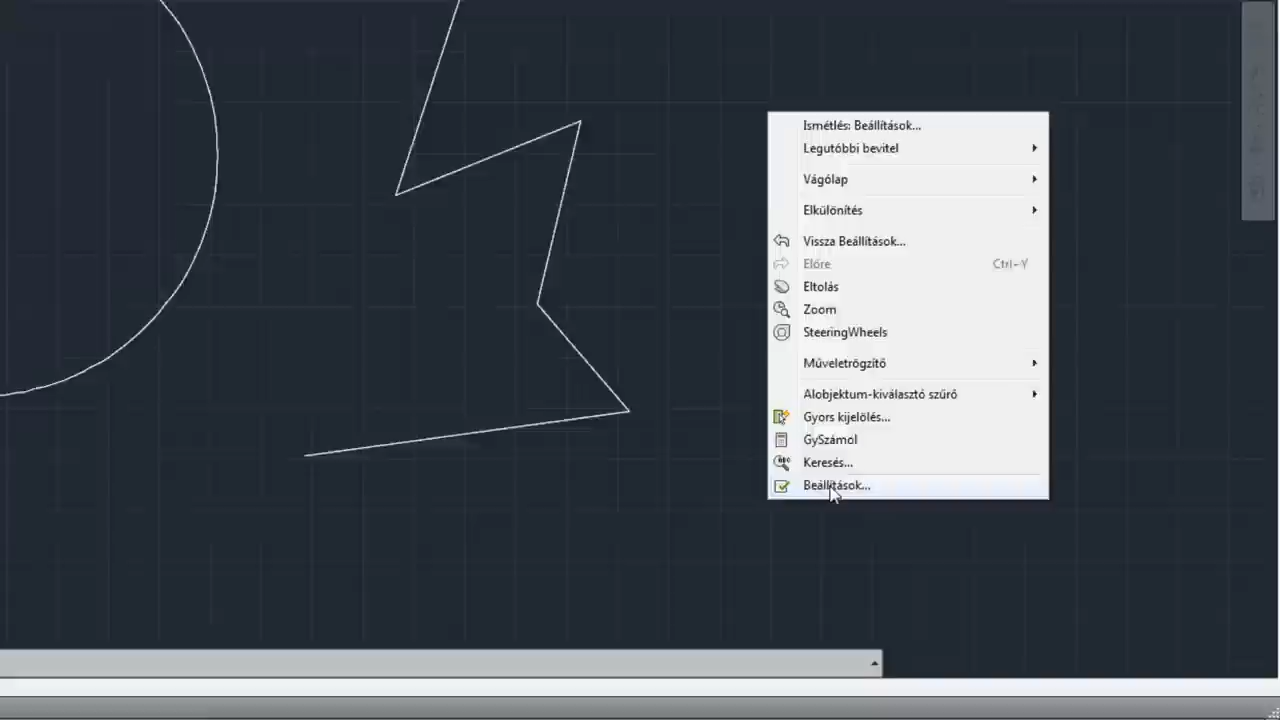 Ismétlés: Beállítások...
Legutóbbi bevitel
Vágólap
Elkülönítés
Vissza Beállítások...
Előre Ctrl+Y
Eltolás
Zoom
SteeringWheels
Műveletrögzítő
Alobjektum-kiválasztó szűrő
Gyors kijelölés...
GySzámol
Keresés...
Beállítások...